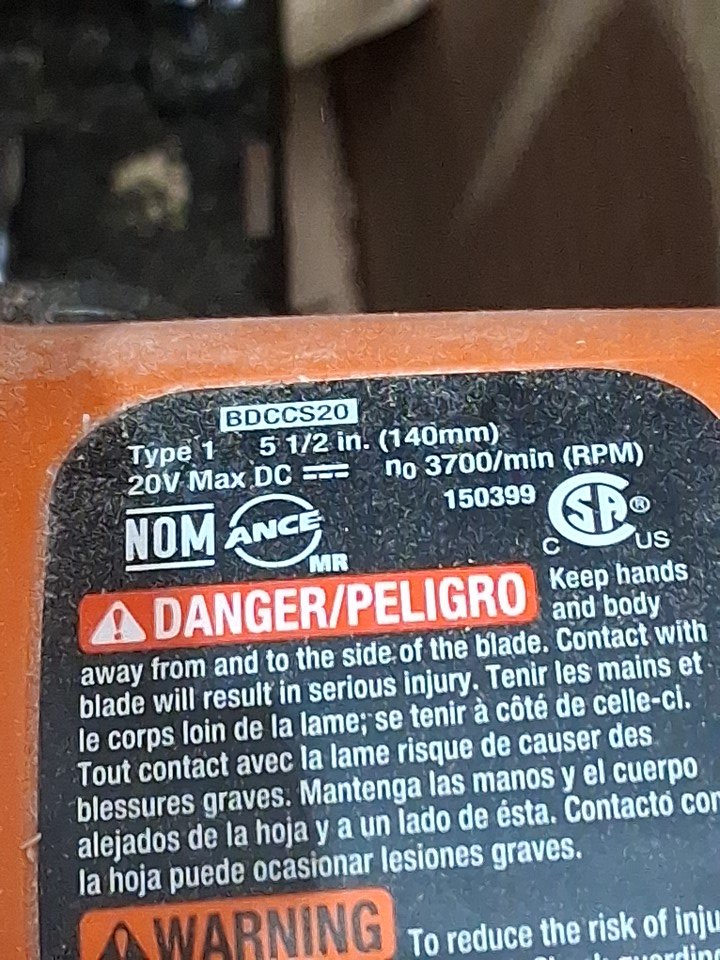 BDCCS20
Type 1 5 1/2 in. (140mm)
20V Max DC n0 3700/min (RPM)
150399
NOM ANCE MR C SA ® US
DANGER/PELIGRO Keep hands
and body
away from and to the side of the blade. Contact with
blade will result in serious injury. Tenir les mains et
le corps loin de la lame; se tenir à côté de celle-ci.
Tout contact avec la lame risque de causer des
blessures graves. Mantenga las manos y el cuerpo
alejados de la hoja y a un lado de ésta. Contacto con
la hoja puede ocasionar lesiones graves.
WARNING To reduce the risk of inju